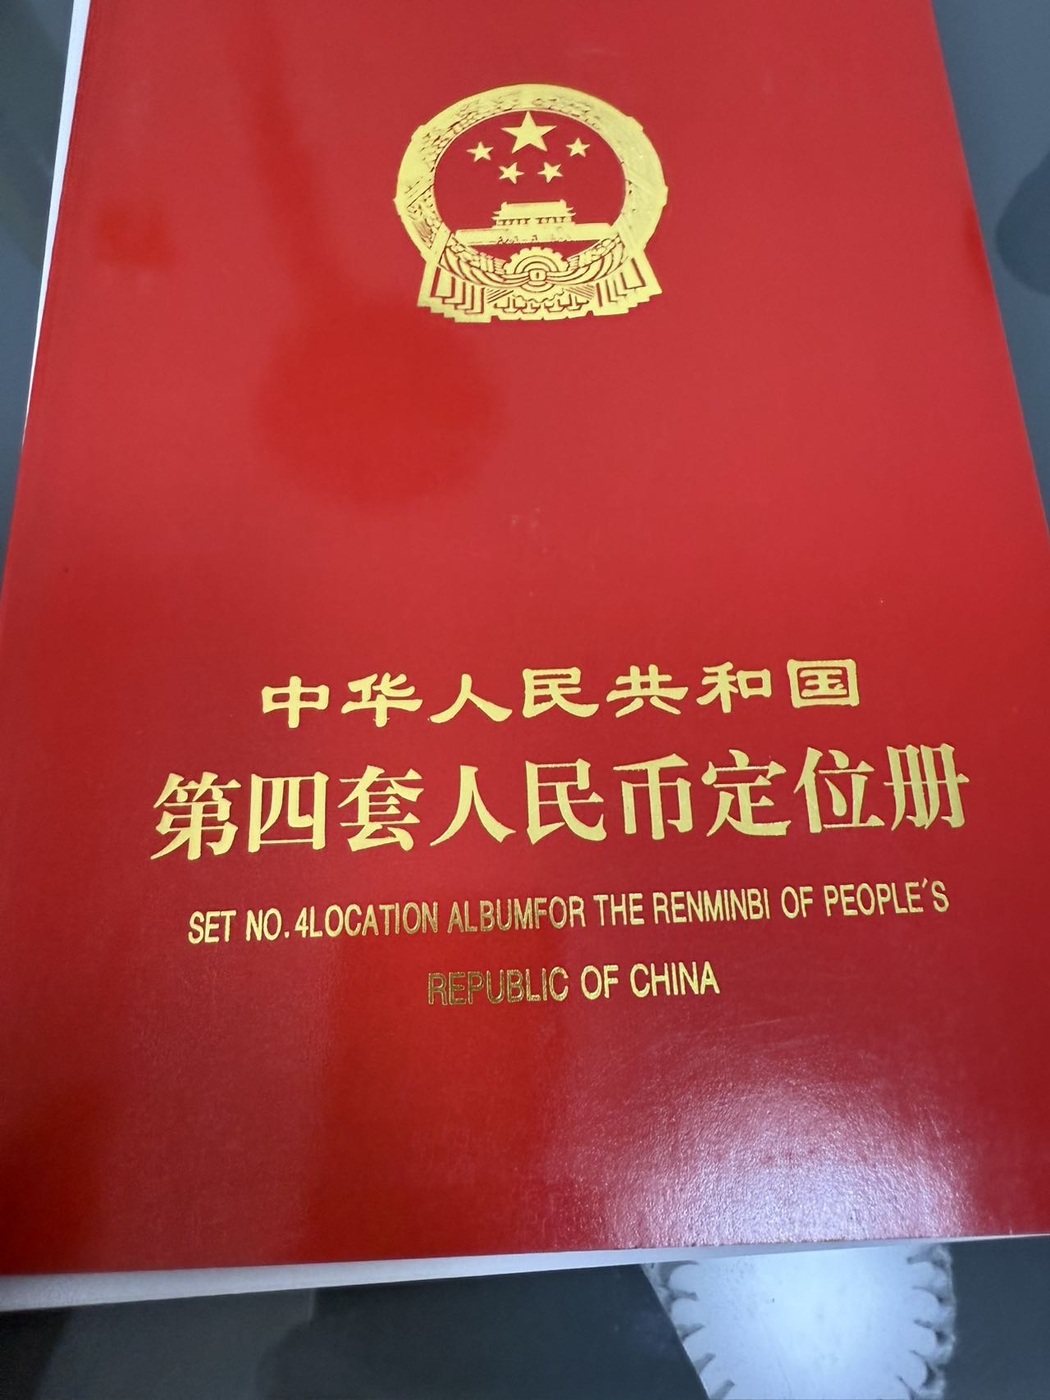 中华人民共和国
第四套人民币定位册
SET NO.4LOCATION ALBUMFOR THE RENMINBI OF PEOPLE'S
REPUBLIC OF CHINA